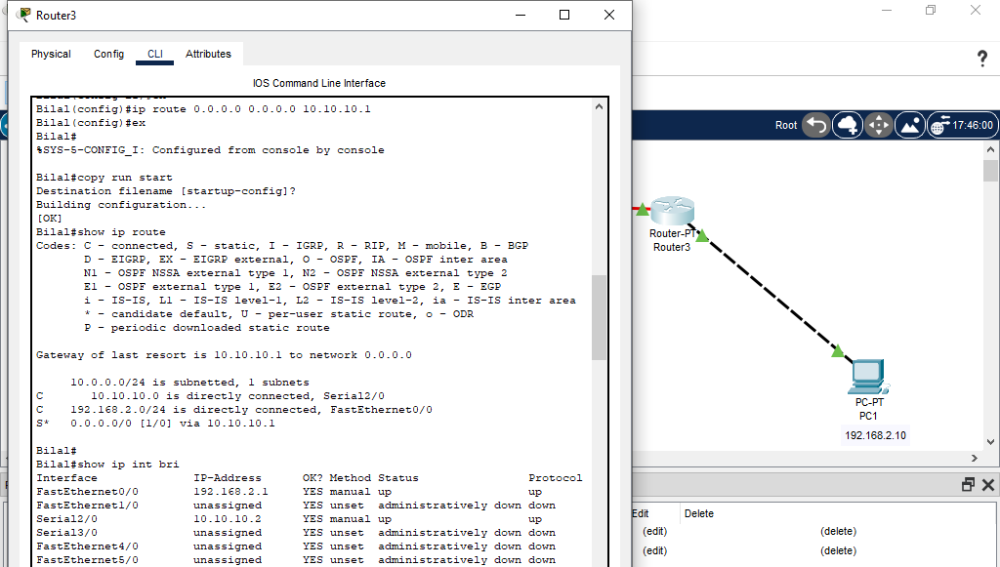 Router3
Physical Config CLI Attributes
IOS Command Line Interface
Bilal(config)#ip route 0.0.0.0 0.0.0.0 10.10.10.1
Bilal(config)#ex
Bilal#
%SYS-5-CONFIG_I: Configured from console by console
Bilal#copy run start
Destination filename [startup-config]?
Building configuration...
[OK]
Bilal#show ip route
Codes: C - connected, S - static, I - IGRP, R - RIP, M - mobile, B - BGP
D - EIGRP, EX - EIGRP external, O - OSPF, IA - OSPF inter area
N1 - OSPF NSSA external type 1, N2 - OSPF NSSA external type 2
E1 - OSPF external type 1, E2 - OSPF external type 2, E - EGP
i - IS-IS, L1 - IS-IS level-1, L2 - IS-IS level-2, ia - IS-IS inter area
* - candidate default, U - per-user static route, o - ODR
P - periodic downloaded static route
Gateway of last resort is 10.10.10.1 to network 0.0.0.0
10.0.0.0/24 is subnetted, 1 subnets
C 10.10.10.0 is directly connected, Serial2/0
C 192.168.2.0/24 is directly connected, FastEthernet0/0
S* 0.0.0.0/0 [1/0] via 10.10.10.1
Bilal#
Bilal#show ip int bri
Interface IP-Address OK? Method Status Protocol
FastEthernet0/0 192.168.2.1 YES manual up up
FastEthernet1/0 unassigned YES unset administratively down down
Serial2/0 10.10.10.2 YES manual up up
Serial3/0 unassigned YES unset administratively down down
FastEthernet4/0 unassigned YES unset administratively down down
FastEthernet5/0 unassigned YES unset administratively down down
?
Root 17:46:00
Router-PT
Router3
PC-PT
PC1
192.168.2.10
Edit Delete
(edit) (delete)
(edit) (delete)